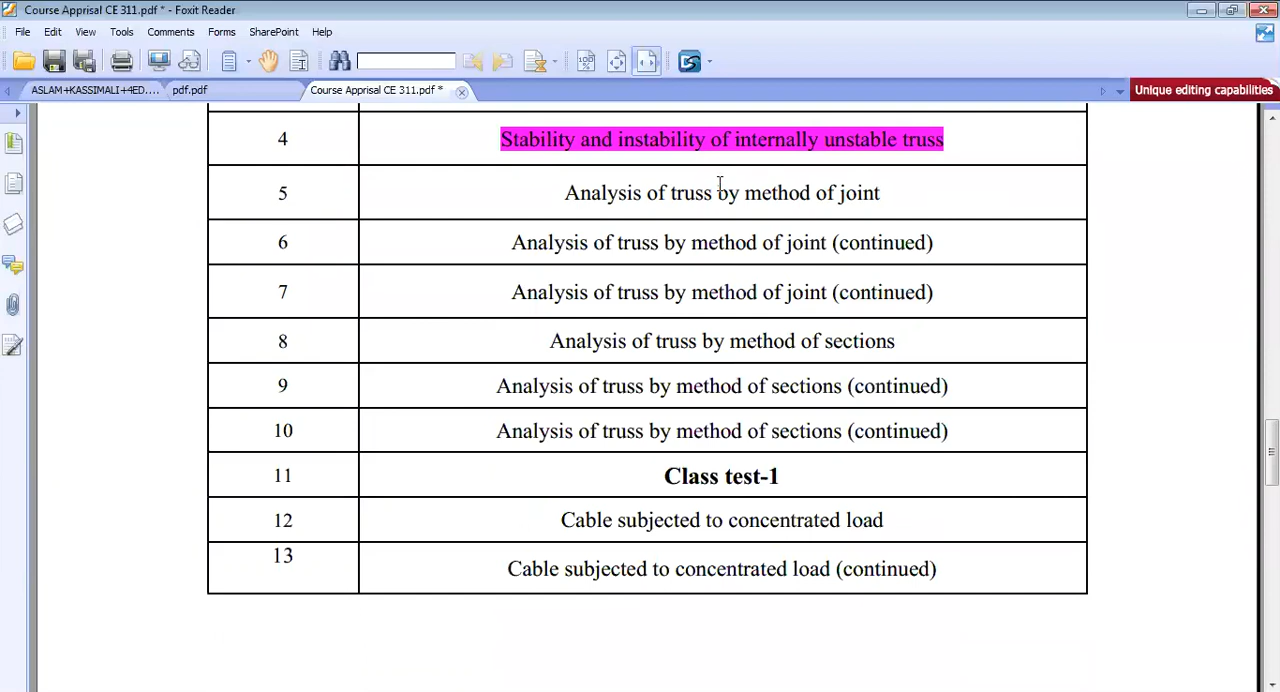 Course Apprisal CE 311.pdf * - Foxit Reader
File Edit View Tools Comments Forms SharePoint Help
ASLAM+KASSIMALI+4ED.... pdf.pdf Course Apprisal CE 311.pdf * Unique editing capabilities
4 Stability and instability of internally unstable truss
5 Analysis of truss by method of joint
6 Analysis of truss by method of joint (continued)
7 Analysis of truss by method of joint (continued)
8 Analysis of truss by method of sections
9 Analysis of truss by method of sections (continued)
10 Analysis of truss by method of sections (continued)
11 Class test-1
12 Cable subjected to concentrated load
13 Cable subjected to concentrated load (continued)